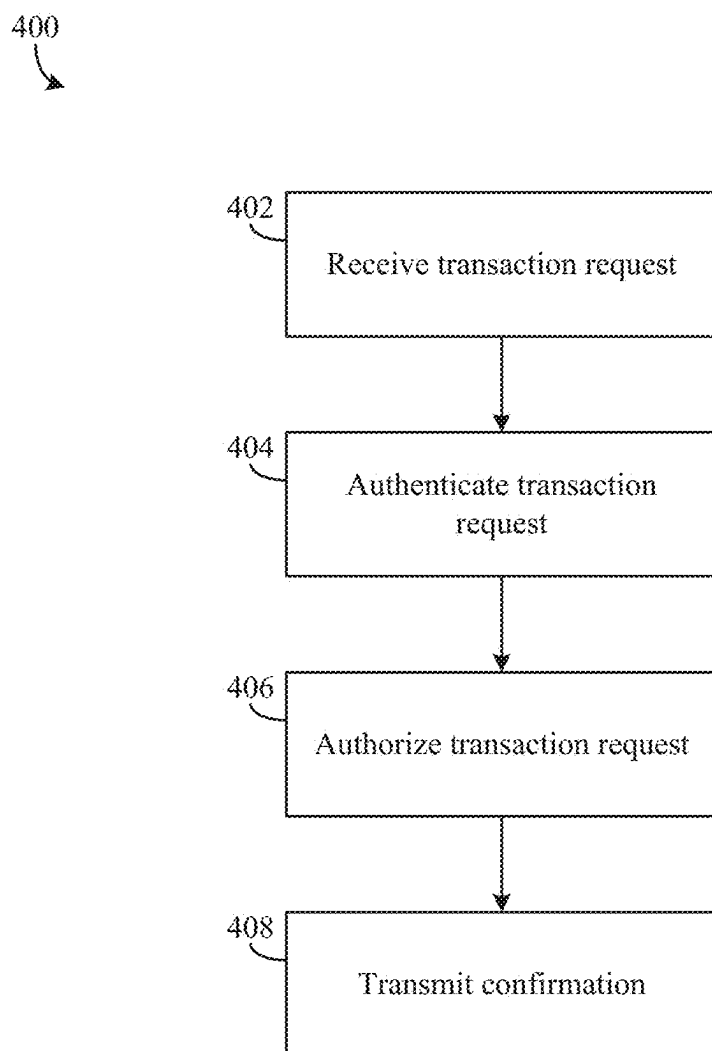 400
402
Receive transaction request
404
Authenticate transaction
request
406
Authorize transaction request
408
Transmit confirmation